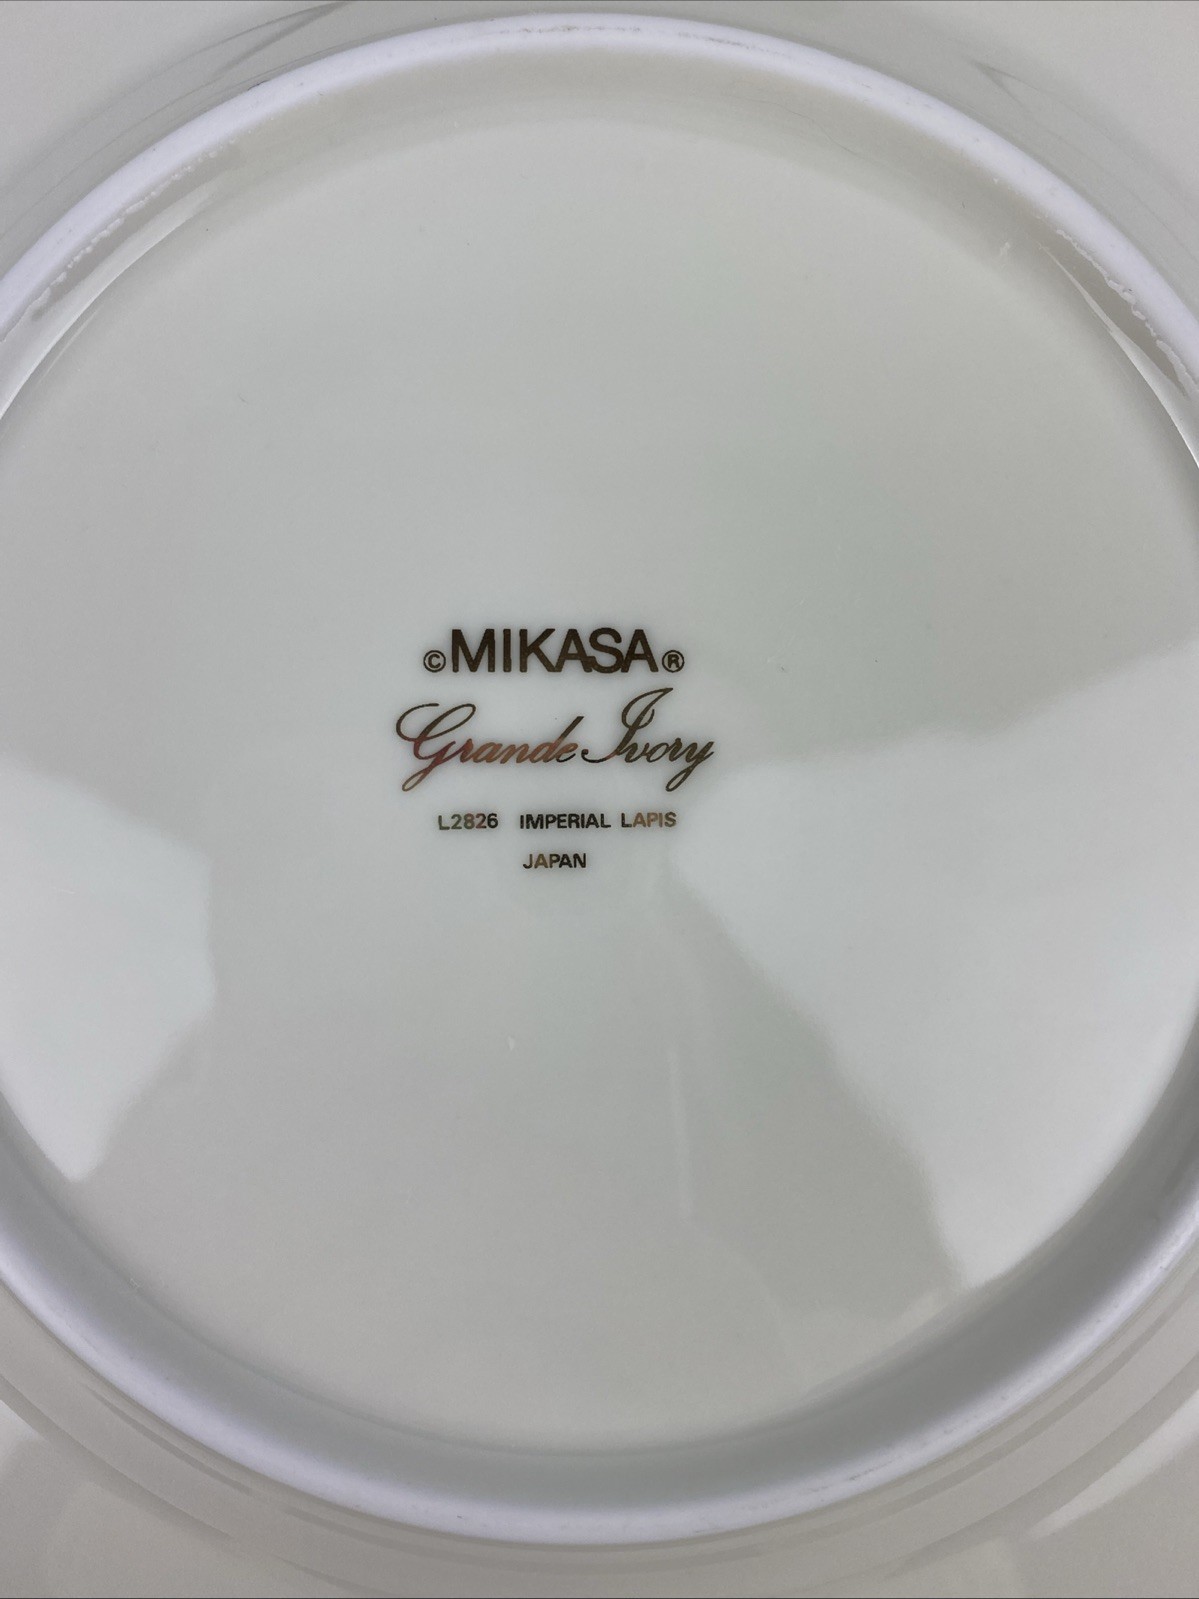 ©MIKASA®
Grande Ivory
L2826 IMPERIAL LAPIS
JAPAN